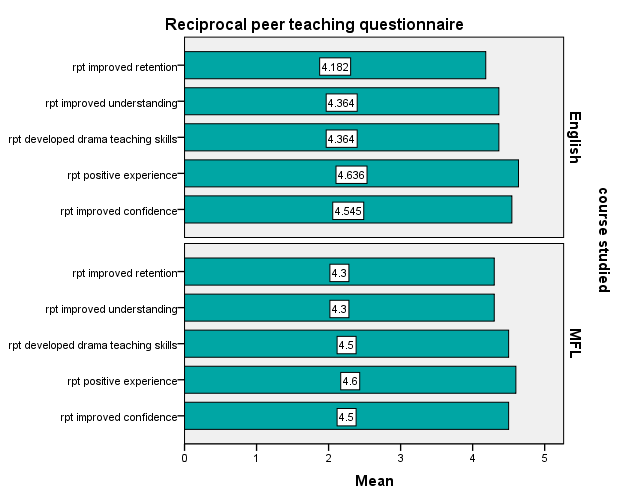 Reciprocal peer teaching questionnaire
rpt improved retention 4.182
rpt improved understanding 4.364
rpt developed drama teaching skills 4.364
rpt positive experience 4.636
rpt improved confidence 4.545
English
rpt improved retention 4.3
rpt improved understanding 4.3
rpt developed drama teaching skills 4.5
rpt positive experience 4.6
rpt improved confidence 4.5
MFL
course studied
0 1 2 3 4 5
Mean